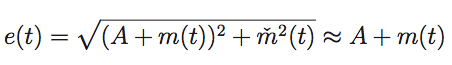 e(t) = √((A + m(t))² + m̌²(t)) ≈ A + m(t)